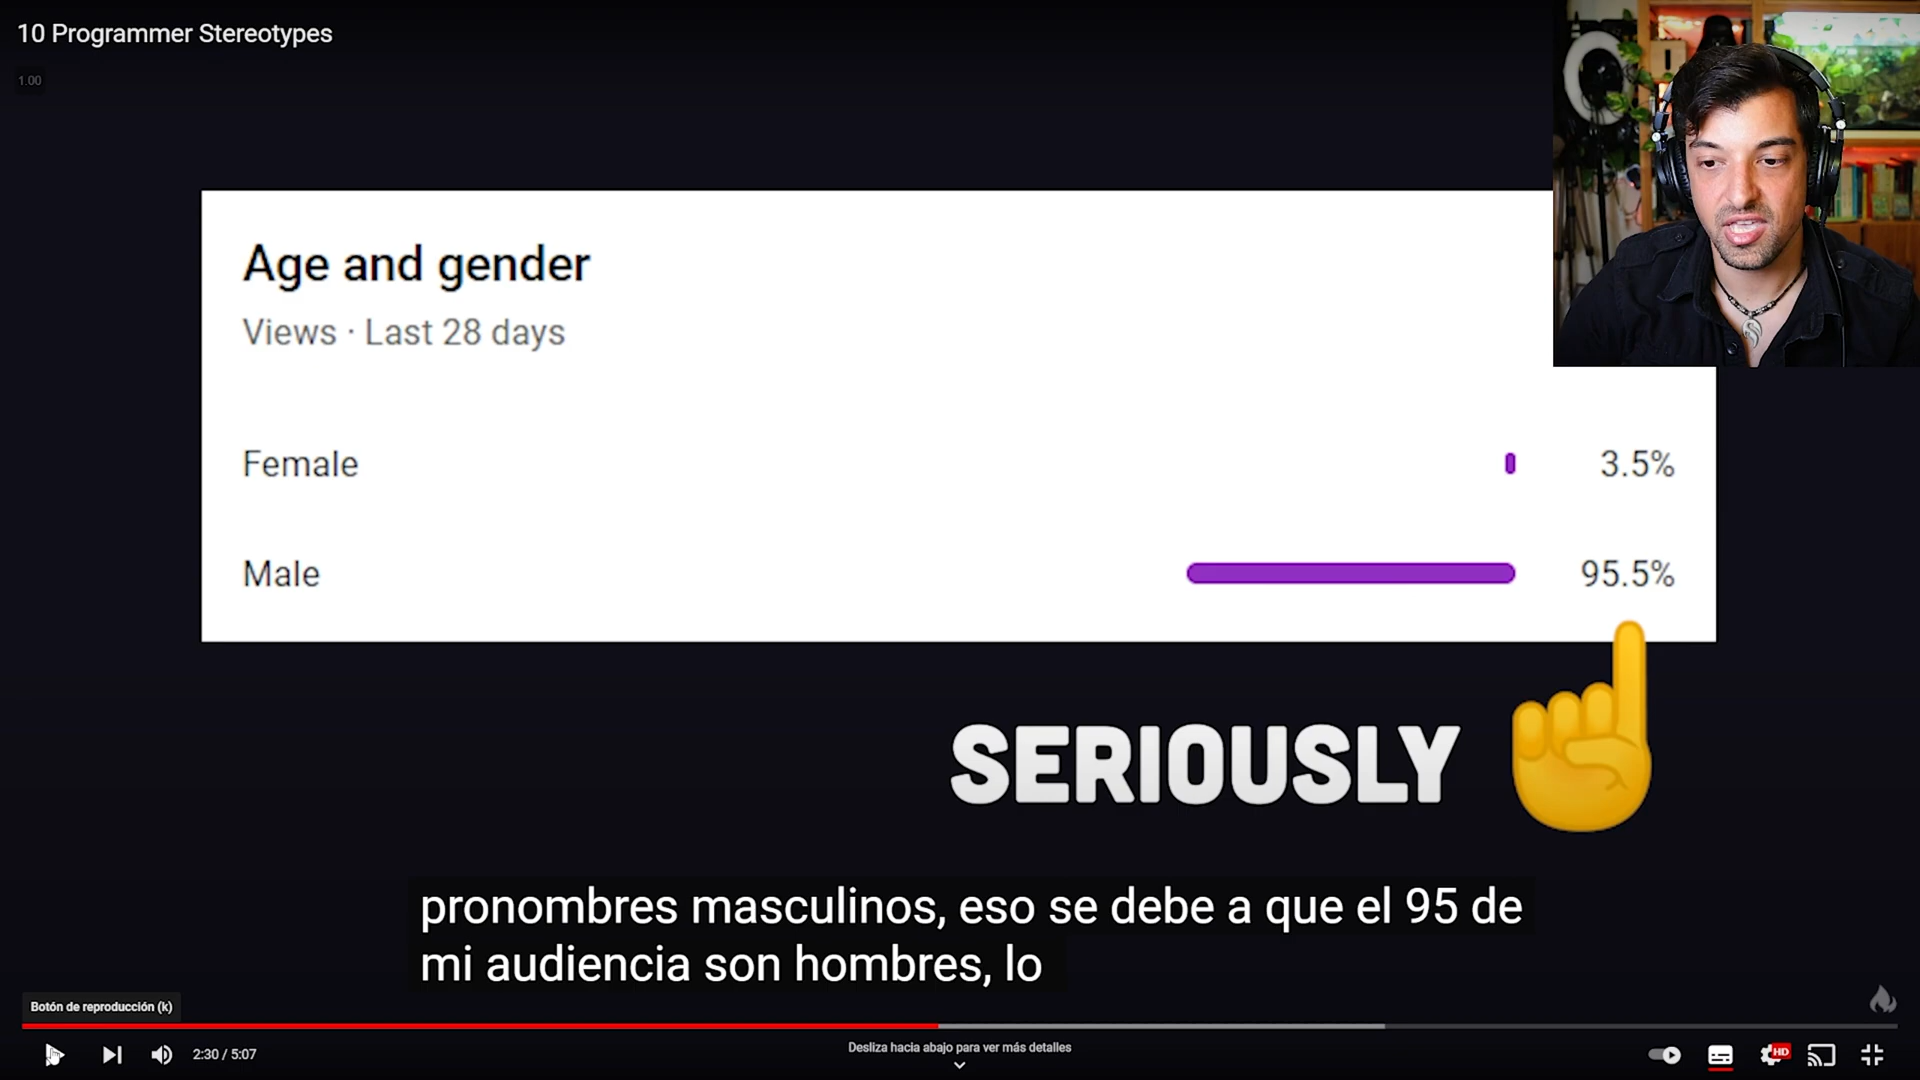 10 Programmer Stereotypes
1.00
Age and gender
Views · Last 28 days
Female 3.5%
Male 95.5%
SERIOUSLY
pronombres masculinos, eso se debe a que el 95 de
mi audiencia son hombres, lo
Botón de reproducción (k)
2:30 / 5:07
Desliza hacia abajo para ver más detalles
HD